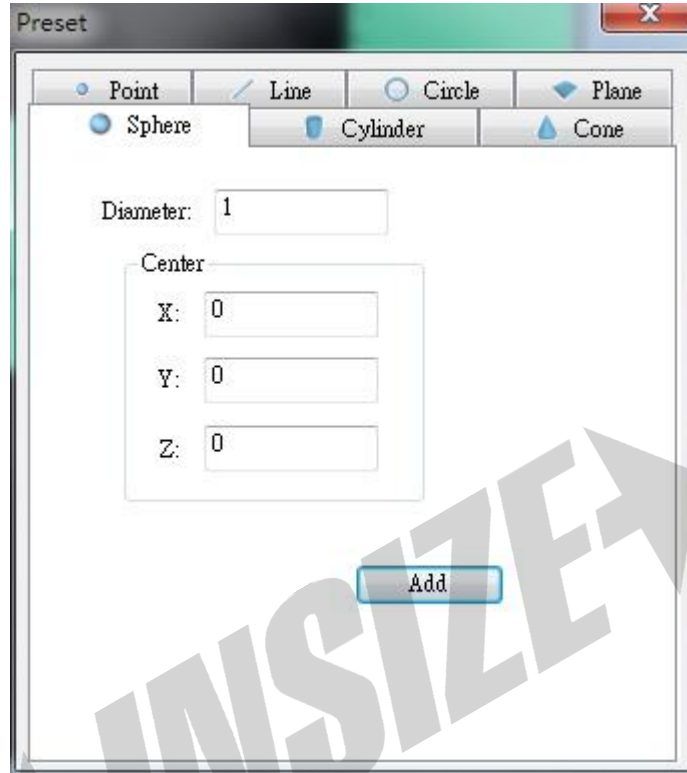 Preset
Point Line Circle Plane
Sphere Cylinder Cone
Diameter: 1
Center
X: 0
Y: 0
Z: 0
Add
INSIZE